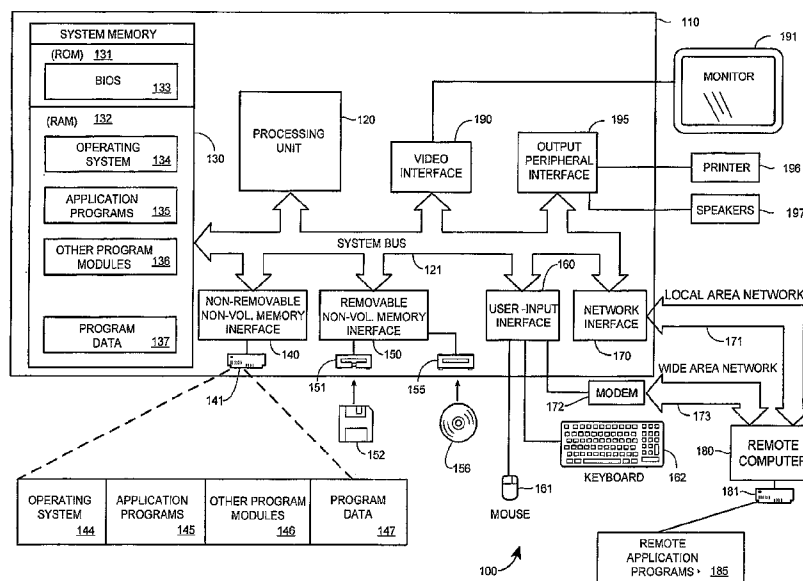 110
SYSTEM MEMORY
(ROM) 131
BIOS
133
(RAM) 132
OPERATING
SYSTEM 134
APPLICATION
PROGRAMS 135
OTHER PROGRAM
MODULES 136
PROGRAM
DATA 137
130
PROCESSING
UNIT
120
190
VIDEO
INTERFACE
195
OUTPUT
PERIPHERAL
INTERFACE
191
MONITOR
PRINTER
196
SPEAKERS
197
SYSTEM BUS
121
NON-REMOVABLE
NON-VOL. MEMORY
INERFACE
140
REMOVABLE
NON-VOL. MEMORY
INERFACE
150
160
USER -INPUT
INERFACE
NETWORK
INERFACE
170
LOCAL AREA NETWORK
171
WIDE AREA NETWORK
173
141
151
155
152
156
MODEM
172
161
MOUSE
KEYBOARD
162
180
REMOTE
COMPUTER
181
OPERATING
SYSTEM
144
APPLICATION
PROGRAMS
145
OTHER PROGRAM
MODULES
146
PROGRAM
DATA
147
100
REMOTE
APPLICATION
PROGRAMS 185